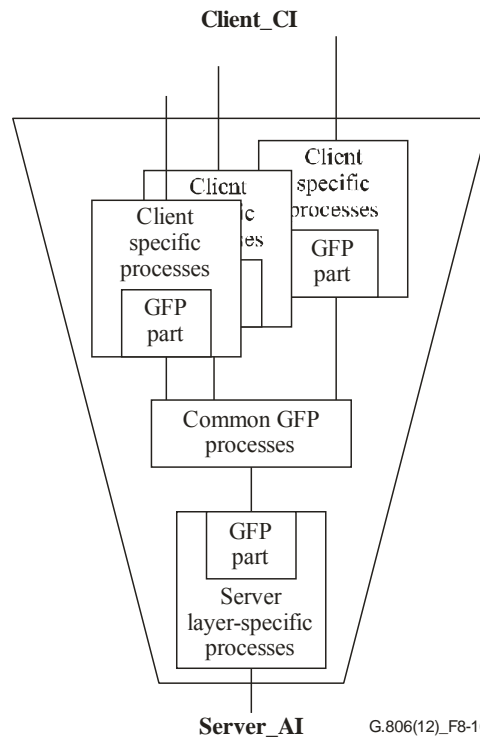 Client_CI
Client
specific
processes
Client
Client
specific
processes
GFP
part
GFP
part
Common GFP
processes
GFP
part
Server
layer-specific
processes
Server_AI